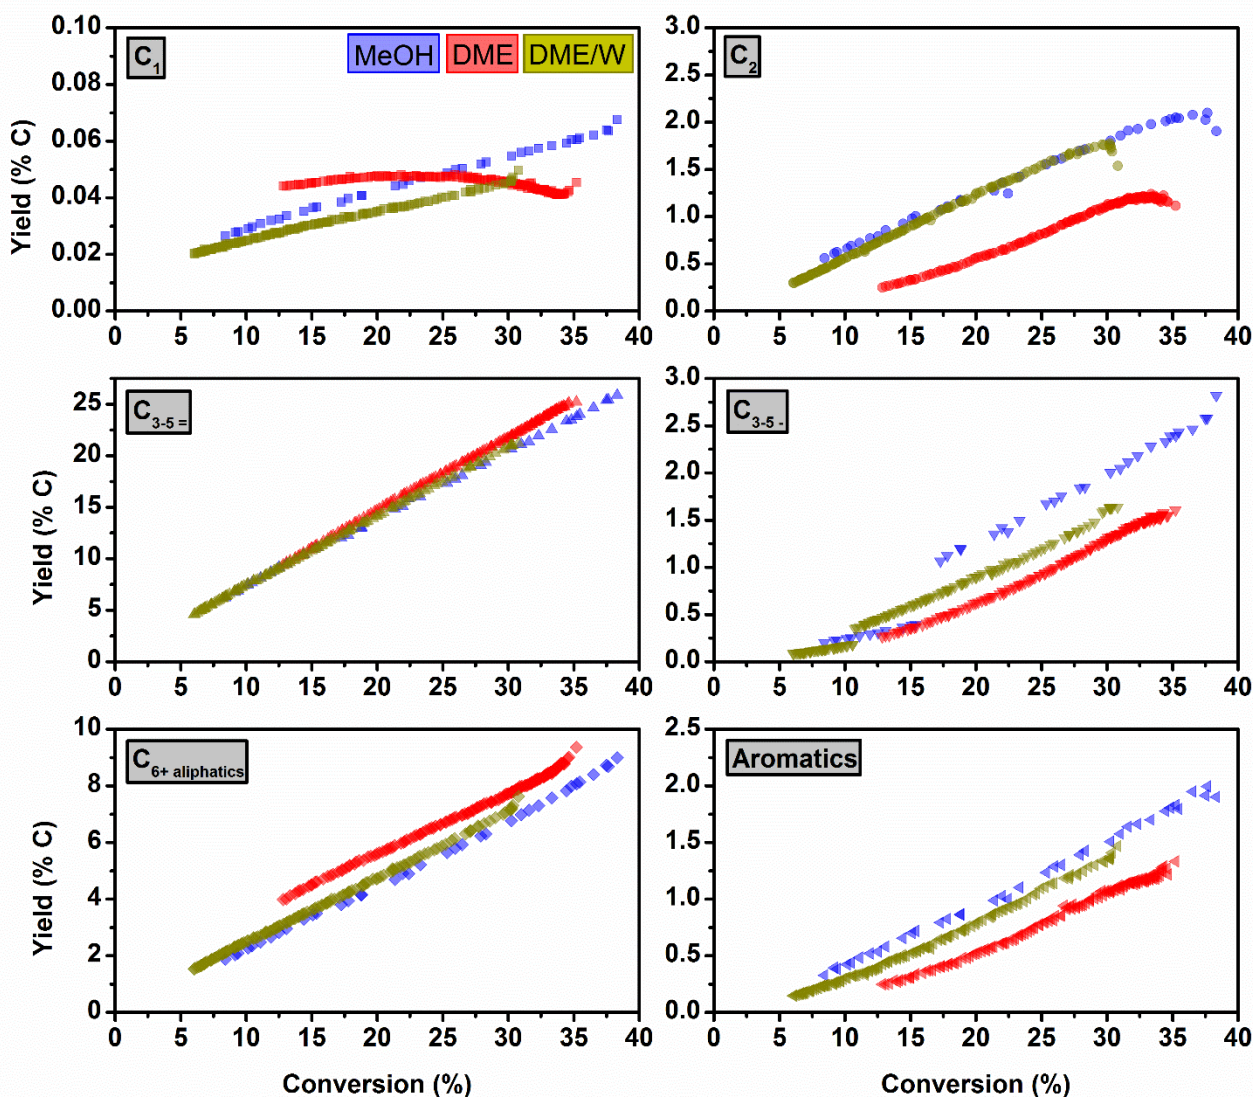 C1
MeOH DME DME/W
0.10
0.08
0.06
0.04
0.02
0.00
Yield (% C)
0 5 10 15 20 25 30 35 40
C2
3.0
2.5
2.0
1.5
1.0
0.5
0.0
0 5 10 15 20 25 30 35 40
C3-5 =
25
20
15
10
5
0
Yield (% C)
0 5 10 15 20 25 30 35 40
C3-5 -
3.0
2.5
2.0
1.5
1.0
0.5
0.0
0 5 10 15 20 25 30 35 40
C6+ aliphatics
10
8
6
4
2
0
Yield (% C)
0 5 10 15 20 25 30 35 40
Conversion (%)
Aromatics
2.5
2.0
1.5
1.0
0.5
0.0
0 5 10 15 20 25 30 35 40
Conversion (%)